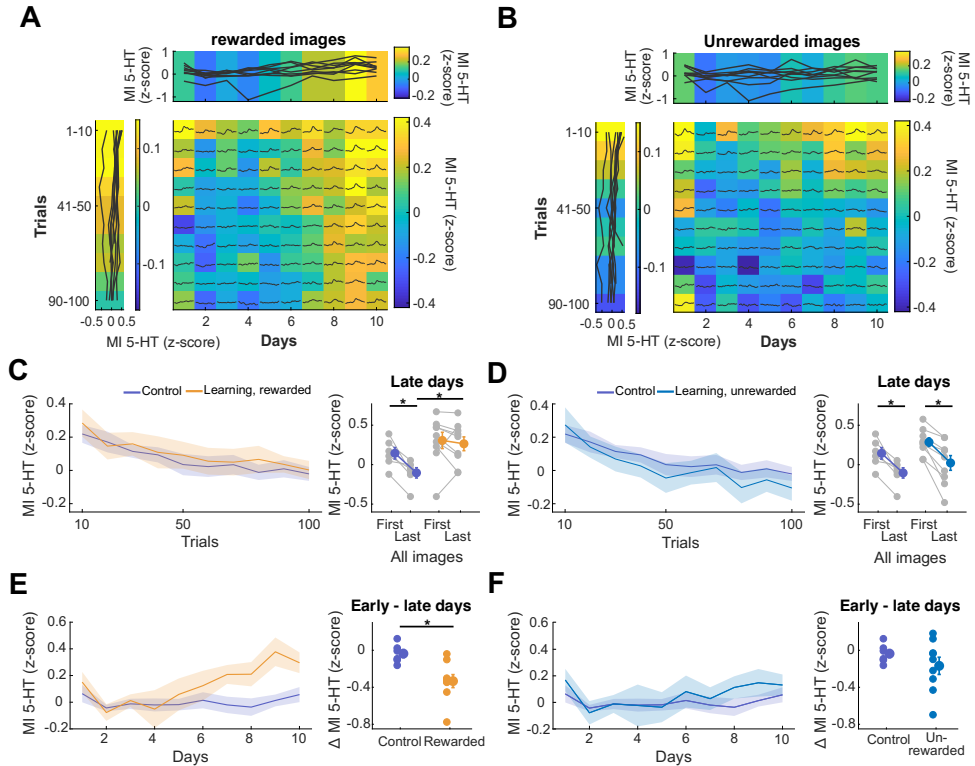 A
rewarded images
MI 5-HT
(z-score)
1
0
-1
0.2
0
-0.2
MI 5-HT
(z-score)
1-10
41-50
90-100
Trials
0.1
0
-0.1
0.4
0.2
0
-0.2
-0.4
MI 5-HT (z-score)
-0.5 0 0.5
2 4 6 8 10
MI 5-HT (z-score) Days
B
Unrewarded images
MI 5-HT
(z-score)
1
0
-1
0.2
0
-0.2
MI 5-HT
(z-score)
1-10
41-50
90-100
Trials
0.1
0
-0.1
0.4
0.2
0
-0.2
-0.4
MI 5-HT (z-score)
-0.5 0 0.5
2 4 6 8 10
MI 5-HT (z-score) Days
C
Control Learning, rewarded
MI 5-HT (z-score)
0.4
0.2
0
-0.2
10 50 100
Trials
Late days
* *
MI 5-HT (z-score)
0.5
0
-0.5
First Last First Last
All images
D
Control Learning, unrewarded
MI 5-HT (z-score)
0.4
0.2
0
-0.2
10 50 100
Trials
Late days
* *
MI 5-HT (z-score)
0.5
0
-0.5
First Last First Last
All images
E
MI 5-HT (z-score)
0.6
0.4
0.2
0
-0.2
2 4 6 8 10
Days
Early - late days
*
Δ MI 5-HT (z-score)
0
-0.4
-0.8
Control Rewarded
F
MI 5-HT (z-score)
0.6
0.4
0.2
0
-0.2
2 4 6 8 10
Days
Early - late days
Δ MI 5-HT (z-score)
0
-0.4
-0.8
Control Un-
rewarded